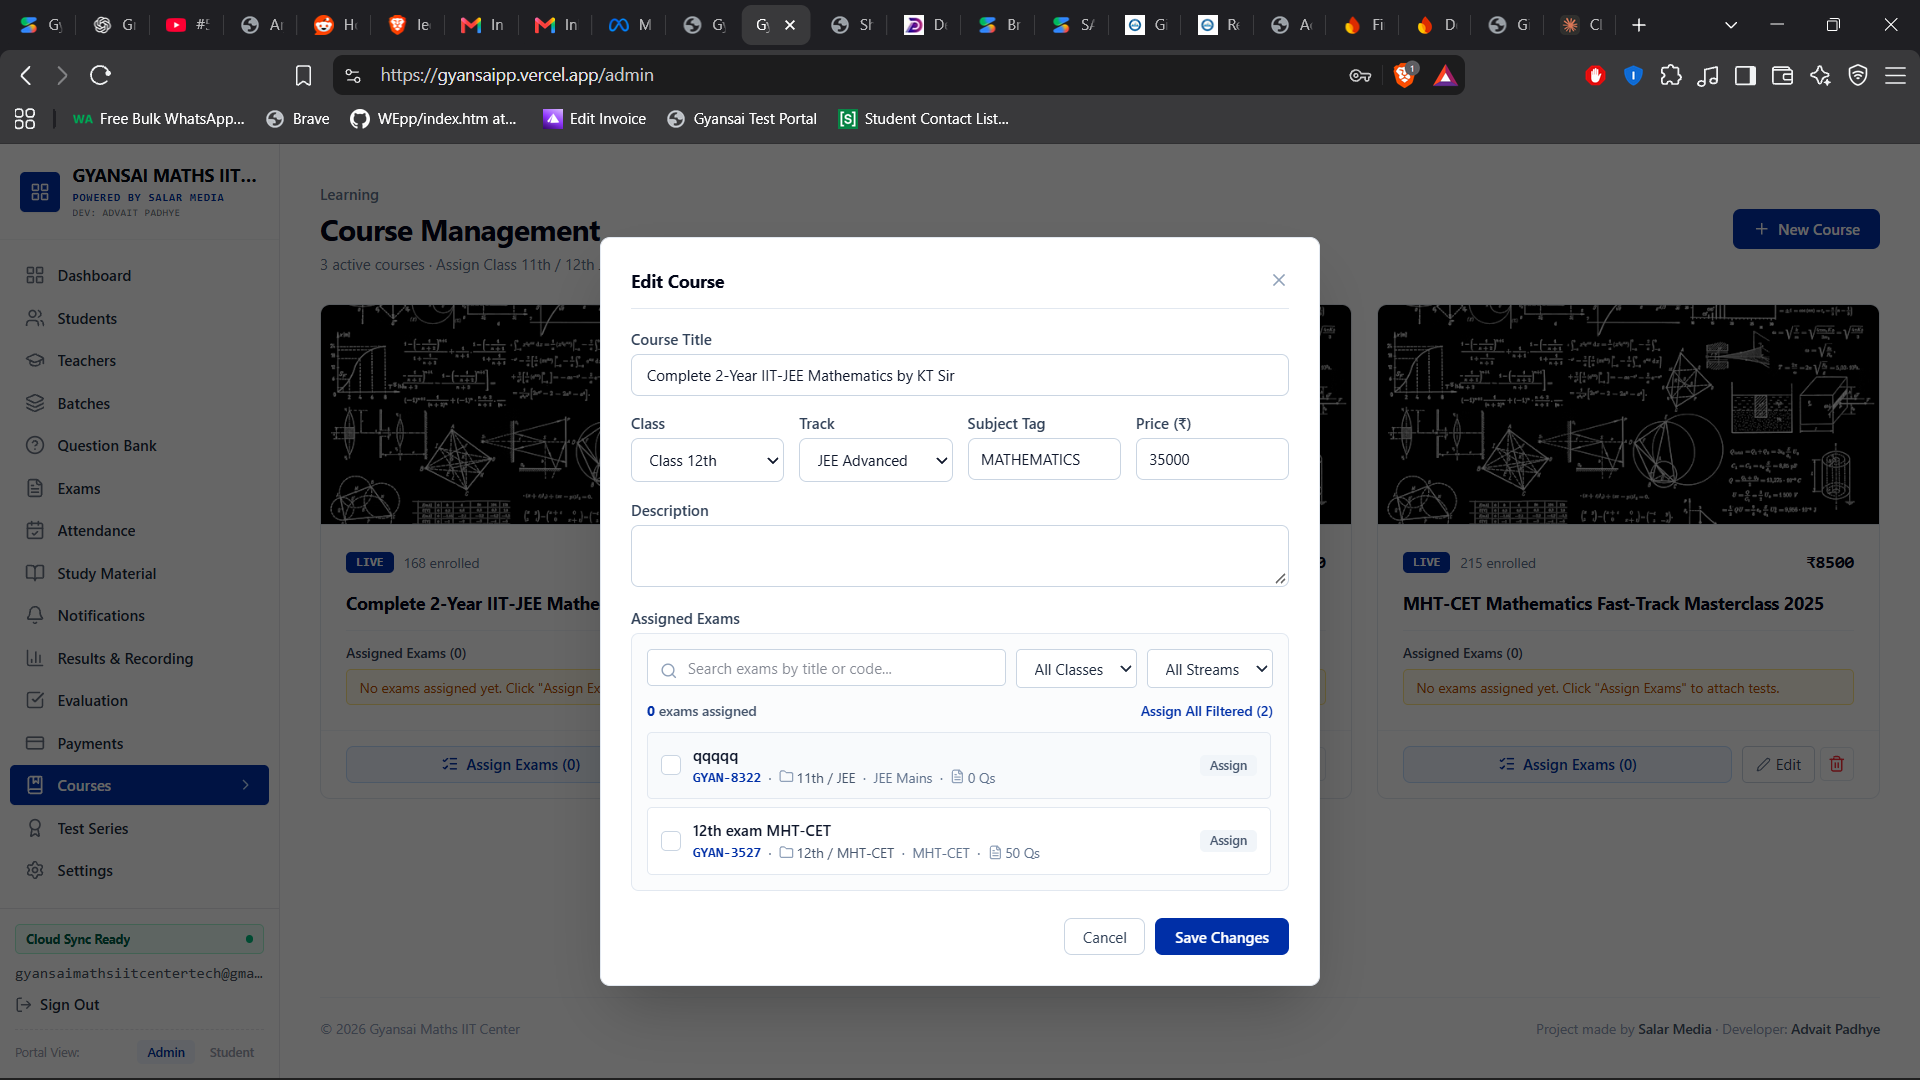 https://gyansaipp.vercel.app/admin
WA Free Bulk WhatsApp...
Brave
WEpp/index.htm at...
Edit Invoice
Gyansai Test Portal
[S] Student Contact List...
GYANSAI MATHS IIT...
POWERED BY SALAR MEDIA
DEV: ADVAIT PADHYE
Dashboard
Students
Teachers
Batches
Question Bank
Exams
Attendance
Study Material
Notifications
Results & Recording
Evaluation
Payments
Courses
Test Series
Settings
Cloud Sync Ready
gyansaimathsiitcentertech@gma...
Sign Out
Portal View: Admin Student
Learning
Course Management
3 active courses · Assign Class 11th / 12th
+ New Course
LIVE 168 enrolled
Complete 2-Year IIT-JEE Mathe
Assigned Exams (0)
No exams assigned yet. Click "Assign Ex
Assign Exams (0)
Edit Course
Course Title
Complete 2-Year IIT-JEE Mathematics by KT Sir
Class Track Subject Tag Price (₹)
Class 12th JEE Advanced MATHEMATICS 35000
Description
Assigned Exams
Search exams by title or code...
All Classes
All Streams
0 exams assigned
Assign All Filtered (2)
qqqqq
GYAN-8322 · 11th / JEE · JEE Mains · 0 Qs
Assign
12th exam MHT-CET
GYAN-3527 · 12th / MHT-CET · MHT-CET · 50 Qs
Assign
Cancel
Save Changes
LIVE 215 enrolled ₹8500
MHT-CET Mathematics Fast-Track Masterclass 2025
Assigned Exams (0)
No exams assigned yet. Click "Assign Exams" to attach tests.
Assign Exams (0)
Edit
© 2026 Gyansai Maths IIT Center
Project made by Salar Media · Developer: Advait Padhye